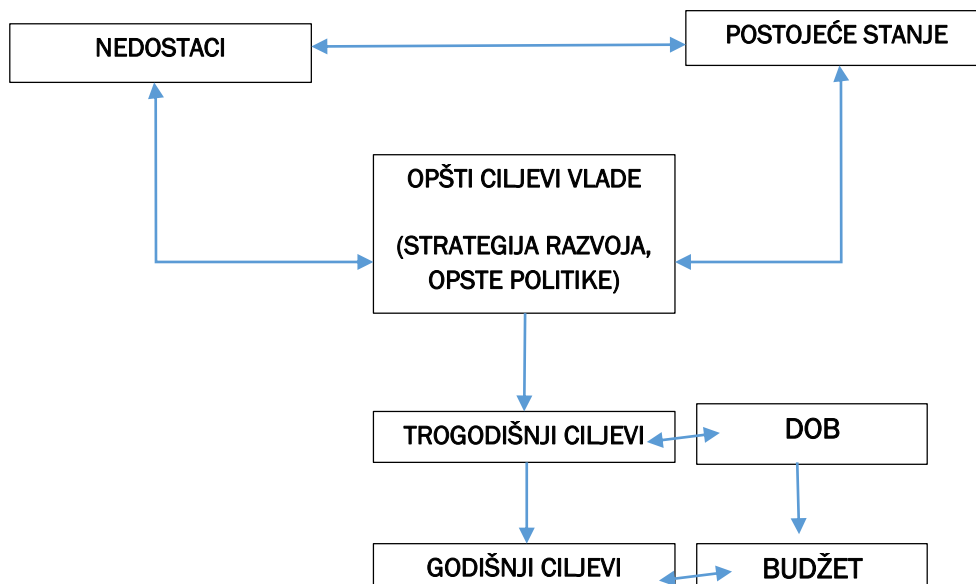 NEDOSTACI
POSTOJEĆE STANJE
OPŠTI CILJEVI VLADE
(STRATEGIJA RAZVOJA,
OPSTE POLITIKE)
TROGODIŠNJI CILJEVI
DOB
GODIŠNJI CILJEVI
BUDŽET